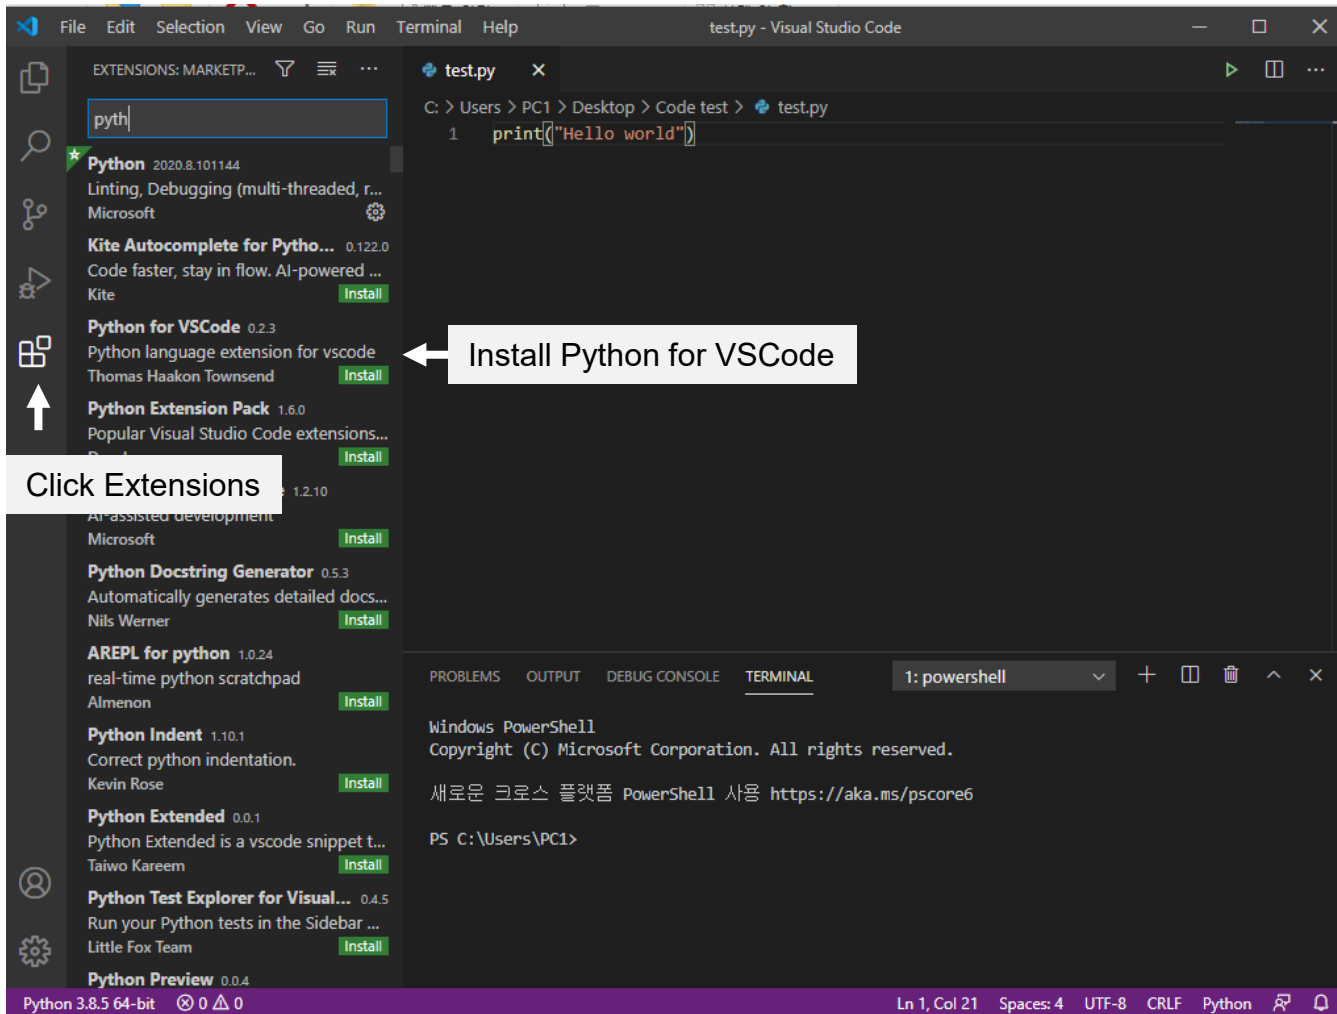 File Edit Selection View Go Run Terminal Help
test.py - Visual Studio Code
EXTENSIONS: MARKETP...
pyth
Python 2020.8.101144
Linting, Debugging (multi-threaded, r...
Microsoft
Kite Autocomplete for Pytho... 0.122.0
Code faster, stay in flow. AI-powered ...
Kite Install
Python for VSCode 0.2.3
Python language extension for vscode
Thomas Haakon Townsend Install
Python Extension Pack 1.6.0
Popular Visual Studio Code extensions...
Install
Click Extensions
1.2.10
AI-assisted development
Microsoft Install
Python Docstring Generator 0.5.3
Automatically generates detailed docs...
Nils Werner Install
AREPL for python 1.0.24
real-time python scratchpad
Almenon Install
Python Indent 1.10.1
Correct python indentation.
Kevin Rose Install
Python Extended 0.0.1
Python Extended is a vscode snippet t...
Taiwo Kareem Install
Python Test Explorer for Visual... 0.4.5
Run your Python tests in the Sidebar ...
Little Fox Team Install
Python Preview 0.0.4
test.py
C: > Users > PC1 > Desktop > Code test > test.py
1 print("Hello world")
Install Python for VSCode
PROBLEMS OUTPUT DEBUG CONSOLE TERMINAL 1: powershell
Windows PowerShell
Copyright (C) Microsoft Corporation. All rights reserved.
새로운 크로스 플랫폼 PowerShell 사용 https://aka.ms/pscore6
PS C:\Users\PC1>
Python 3.8.5 64-bit 0 0
Ln 1, Col 21 Spaces: 4 UTF-8 CRLF Python